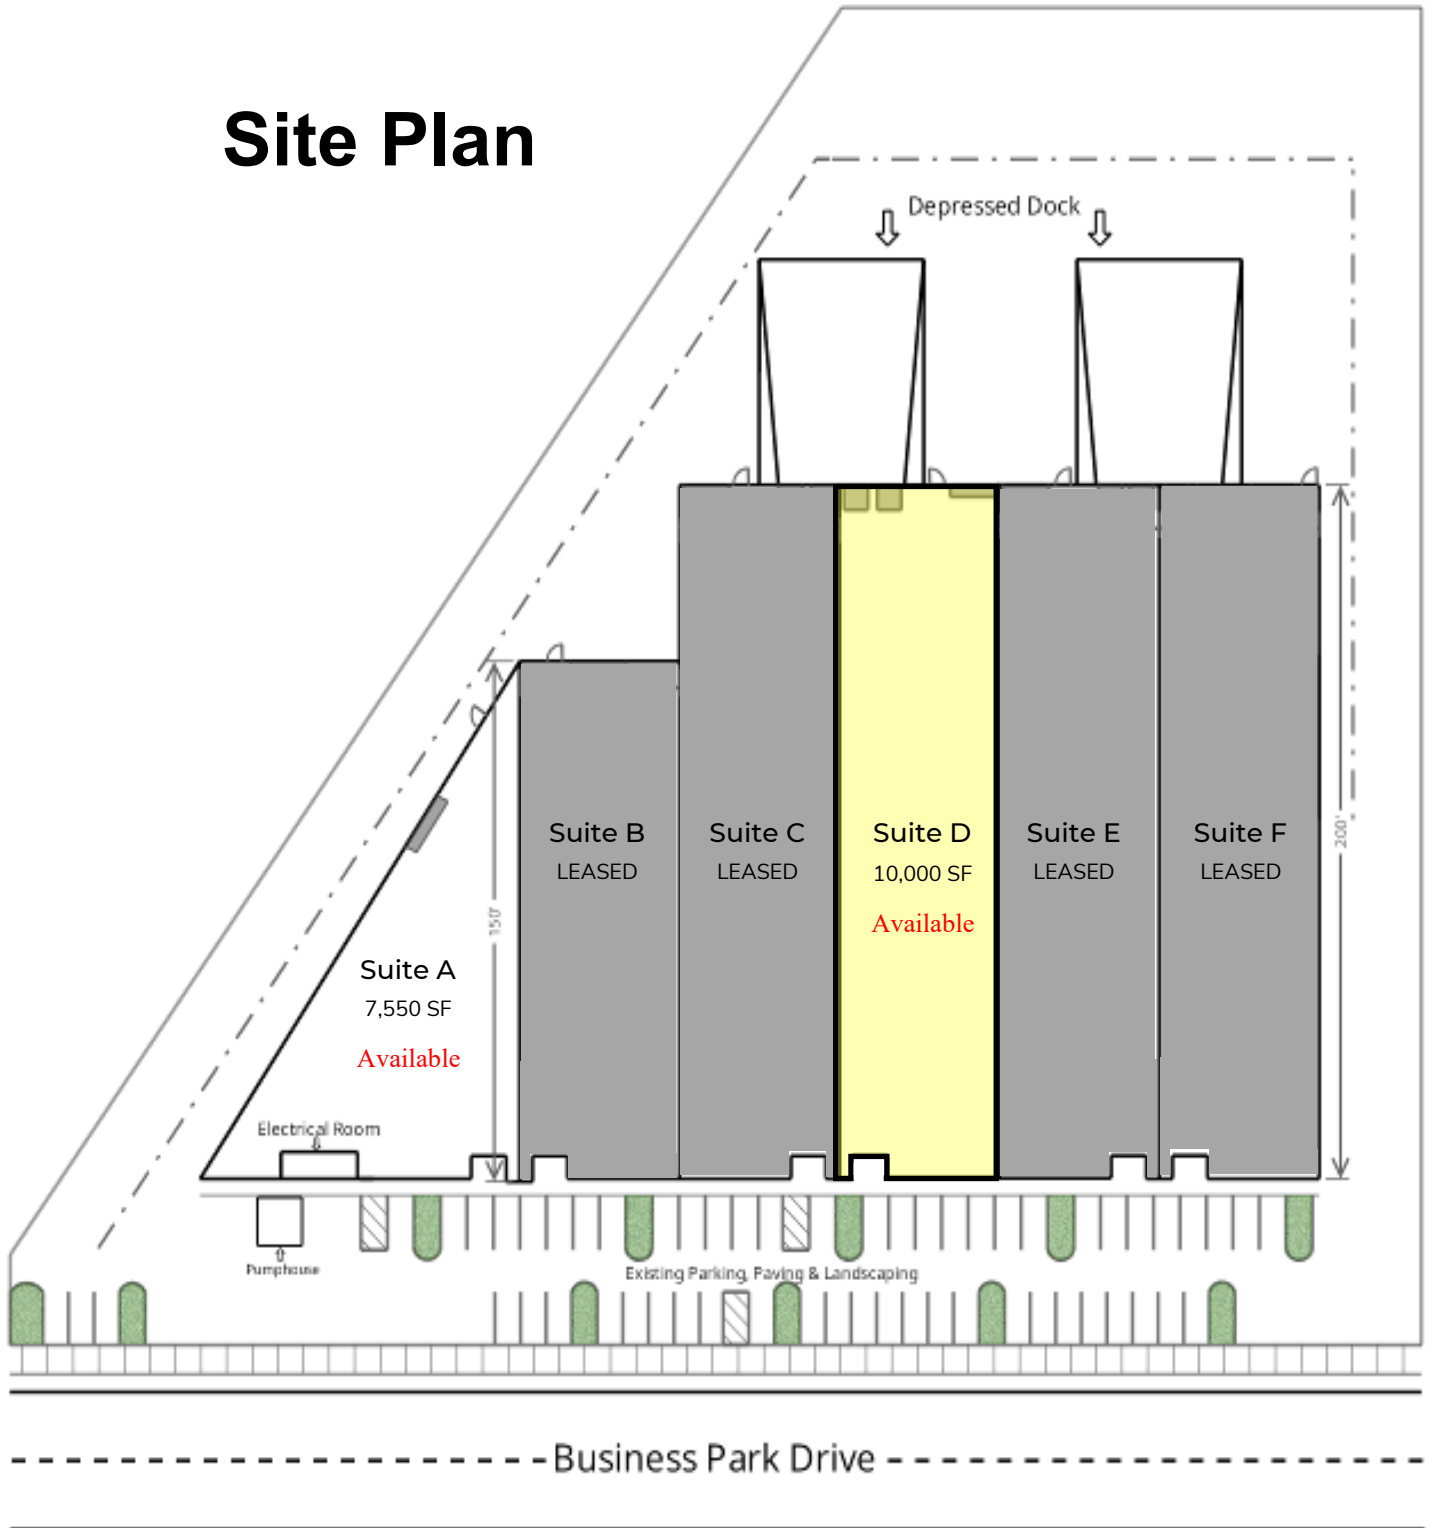 Site Plan
Depressed Dock
Suite B
LEASED
Suite C
LEASED
Suite D
10,000 SF
Available
Suite E
LEASED
Suite F
LEASED
200'
150'
Suite A
7,550 SF
Available
Electrical Room
Pumphouse
Existing Parking, Paving & Landscaping
Business Park Drive